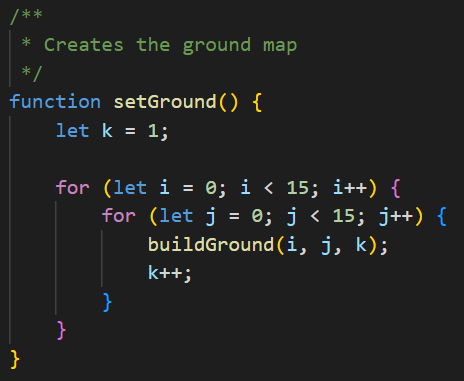 /**
 * Creates the ground map
 */
function setGround() {
    let k = 1;

    for (let i = 0; i < 15; i++) {
        for (let j = 0; j < 15; j++) {
            buildGround(i, j, k);
            k++;
        }
    }
}